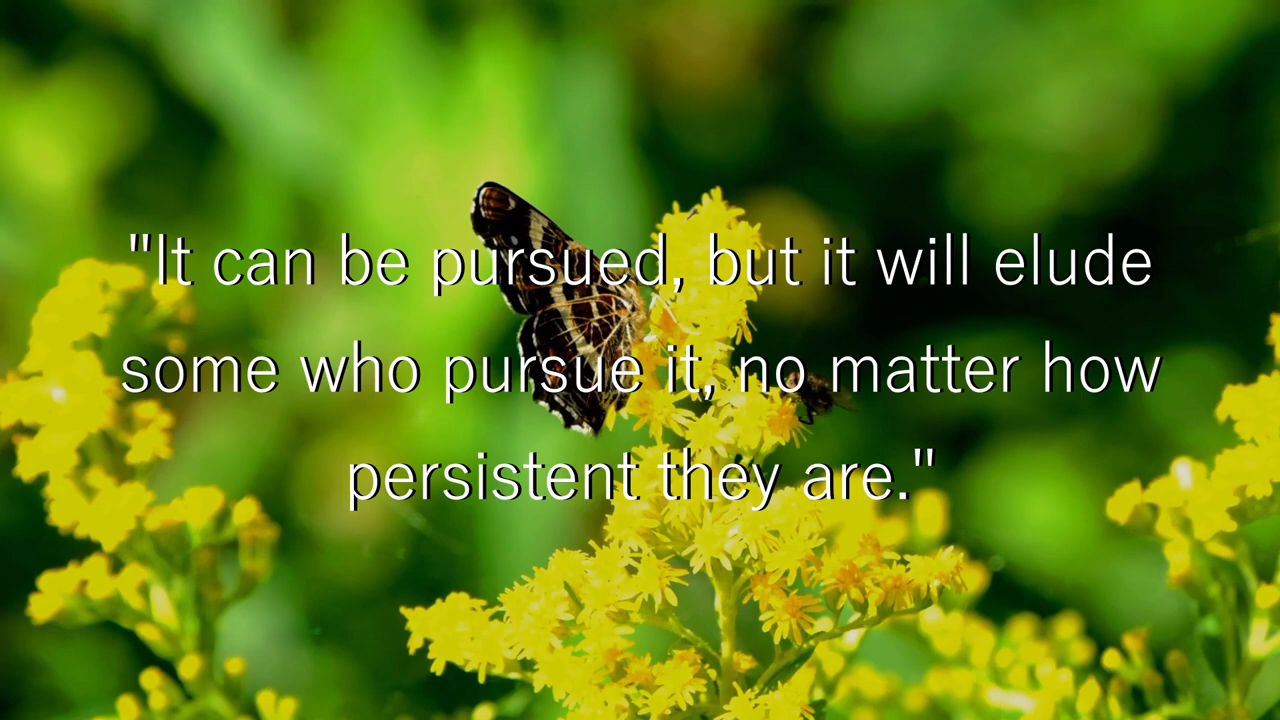 "It can be pursued, but it will elude
some who pursue it, no matter how
persistent they are."